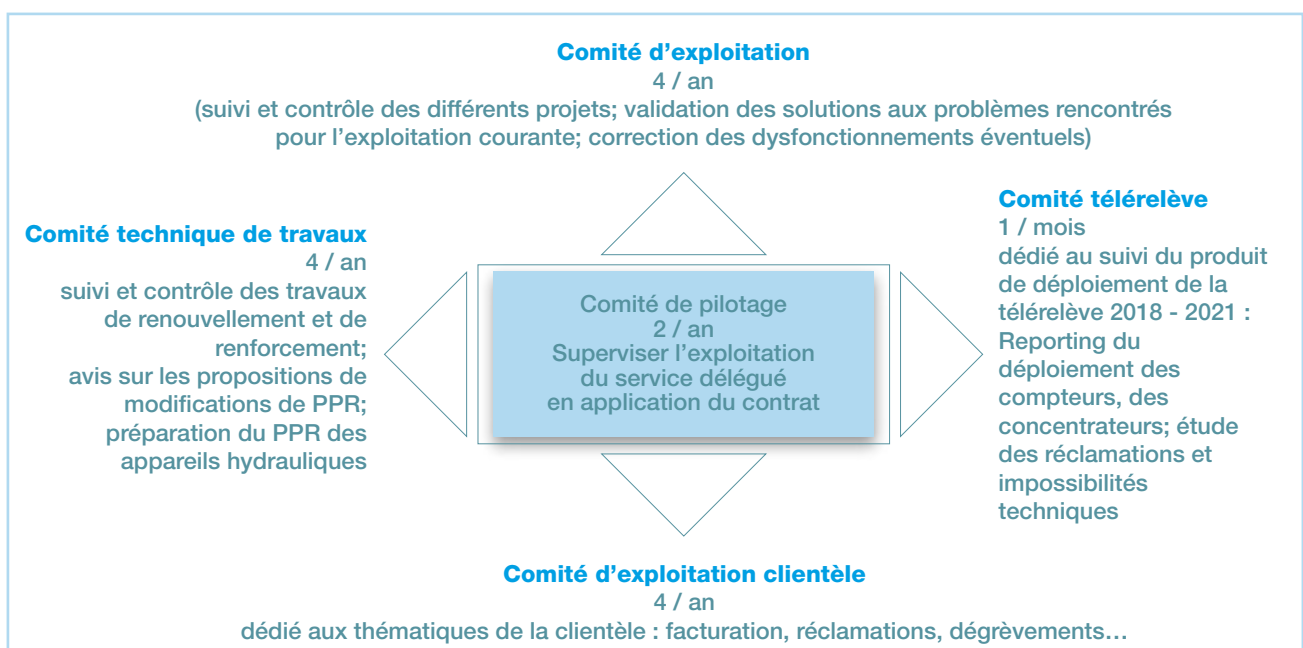 Comité d'exploitation
4 / an
(suivi et contrôle des différents projets; validation des solutions aux problèmes rencontrés
pour l'exploitation courante; correction des dysfonctionnements éventuels)
Comité technique de travaux
4 / an
suivi et contrôle des travaux
de renouvellement et de
renforcement;
avis sur les propositions de
modifications de PPR;
préparation du PPR des
appareils hydrauliques
Comité de pilotage
2 / an
Superviser l'exploitation
du service délégué
en application du contrat
Comité télérelève
1 / mois
dédié au suivi du produit
de déploiement de la
télérelève 2018 - 2021 :
Reporting du
déploiement des
compteurs, des
concentrateurs; étude
des réclamations et
impossibilités
techniques
Comité d'exploitation clientèle
4 / an
dédié aux thématiques de la clientèle : facturation, réclamations, dégrèvements…